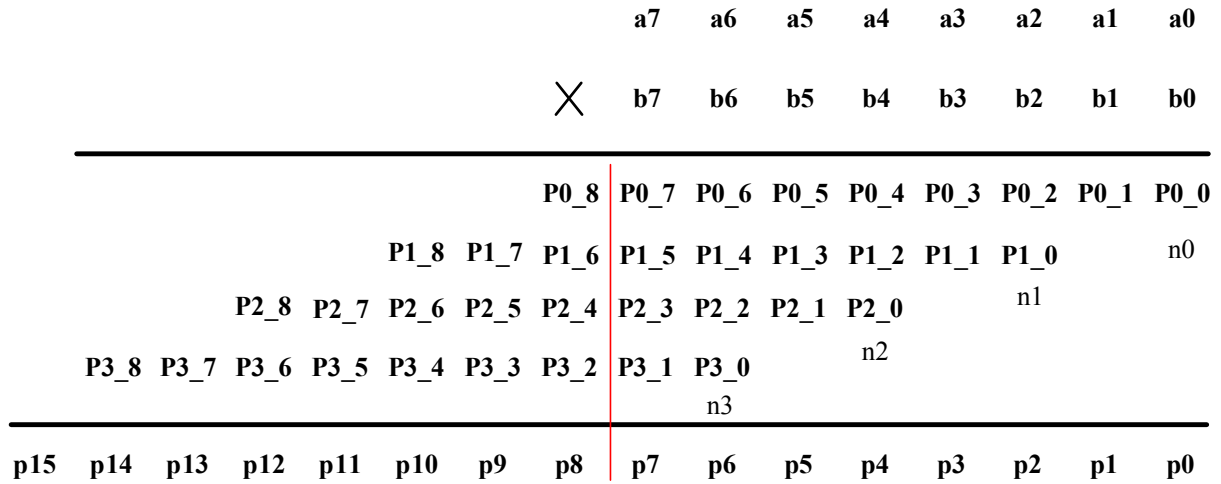 a7 a6 a5 a4 a3 a2 a1 a0
× b7 b6 b5 b4 b3 b2 b1 b0
P0_8 P0_7 P0_6 P0_5 P0_4 P0_3 P0_2 P0_1 P0_0
P1_8 P1_7 P1_6 P1_5 P1_4 P1_3 P1_2 P1_1 P1_0 n0
P2_8 P2_7 P2_6 P2_5 P2_4 P2_3 P2_2 P2_1 P2_0 n1
P3_8 P3_7 P3_6 P3_5 P3_4 P3_3 P3_2 P3_1 P3_0 n2
n3
p15 p14 p13 p12 p11 p10 p9 p8 p7 p6 p5 p4 p3 p2 p1 p0